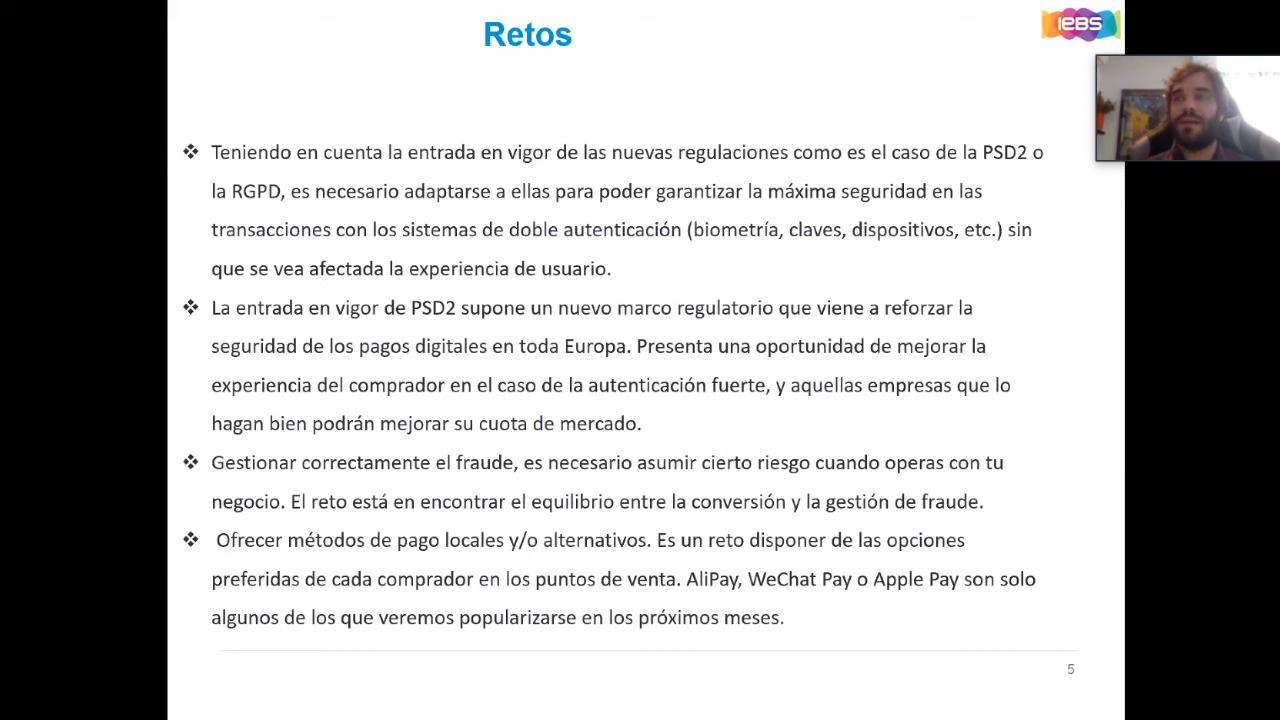 Retos
iEBS
❖ Teniendo en cuenta la entrada en vigor de las nuevas regulaciones como es el caso de la PSD2 o
la RGPD, es necesario adaptarse a ellas para poder garantizar la máxima seguridad en las
transacciones con los sistemas de doble autenticación (biometría, claves, dispositivos, etc.) sin
que se vea afectada la experiencia de usuario.
❖ La entrada en vigor de PSD2 supone un nuevo marco regulatorio que viene a reforzar la
seguridad de los pagos digitales en toda Europa. Presenta una oportunidad de mejorar la
experiencia del comprador en el caso de la autenticación fuerte, y aquellas empresas que lo
hagan bien podrán mejorar su cuota de mercado.
❖ Gestionar correctamente el fraude, es necesario asumir cierto riesgo cuando operas con tu
negocio. El reto está en encontrar el equilibrio entre la conversión y la gestión de fraude.
❖ Ofrecer métodos de pago locales y/o alternativos. Es un reto disponer de las opciones
preferidas de cada comprador en los puntos de venta. AliPay, WeChat Pay o Apple Pay son solo
algunos de los que veremos popularizarse en los próximos meses.
5